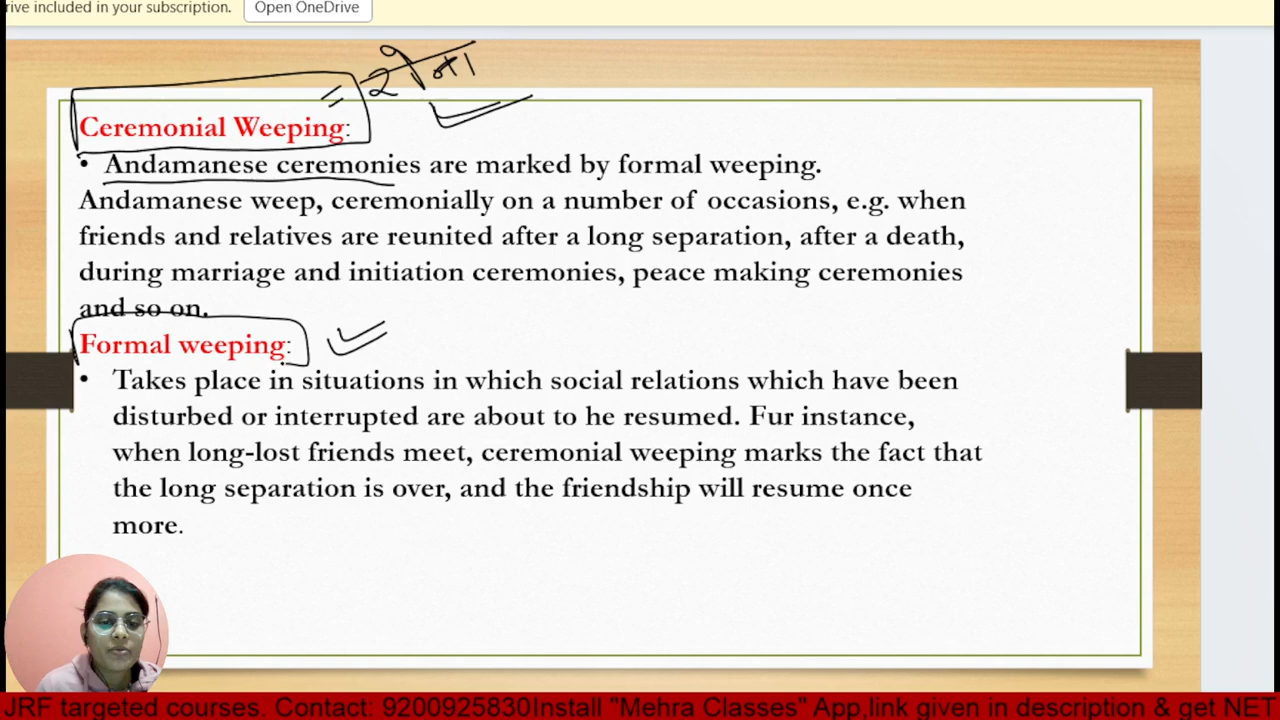 rive included in your subscription. Open OneDrive
= रोना
Ceremonial Weeping:
• Andamanese ceremonies are marked by formal weeping.
Andamanese weep, ceremonially on a number of occasions, e.g. when
friends and relatives are reunited after a long separation, after a death,
during marriage and initiation ceremonies, peace making ceremonies
and so on.
Formal weeping:
• Takes place in situations in which social relations which have been
disturbed or interrupted are about to he resumed. Fur instance,
when long-lost friends meet, ceremonial weeping marks the fact that
the long separation is over, and the friendship will resume once
more.
JRF targeted courses. Contact: 9200925830Install "Mehra Classes" App,link given in description & get NET